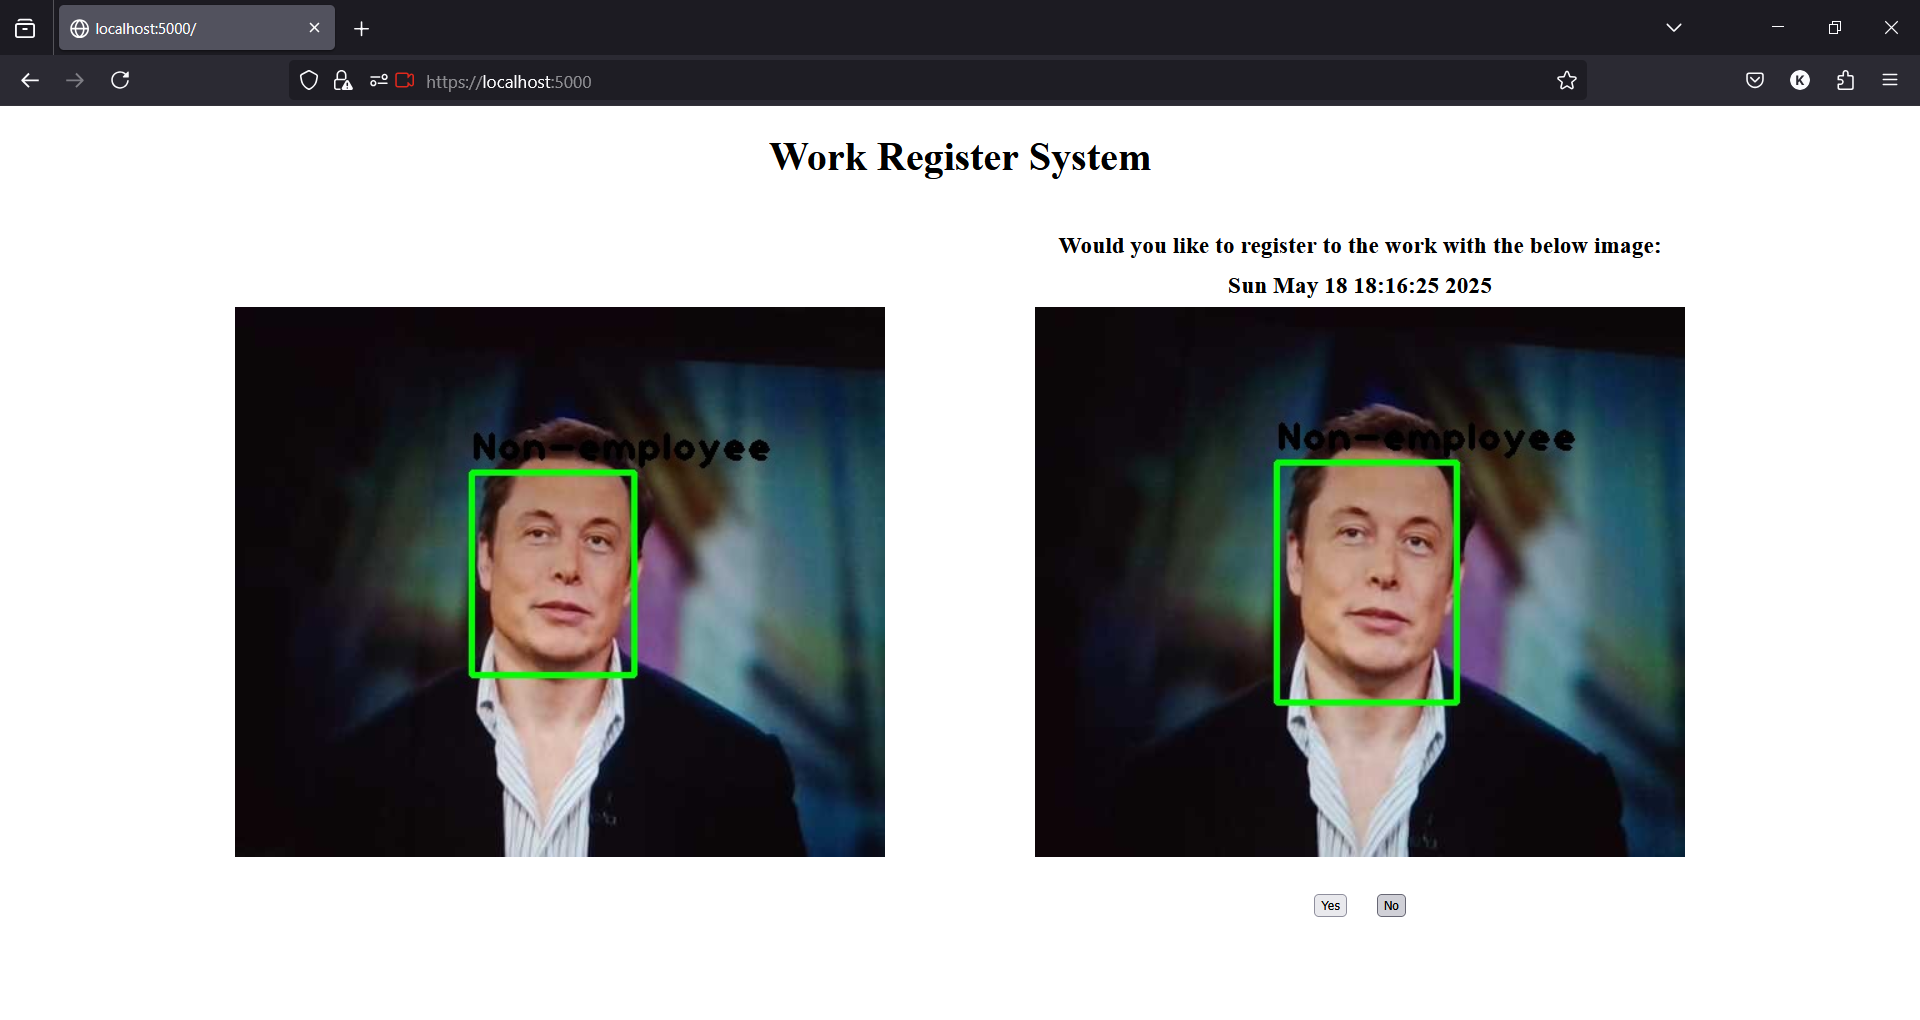 localhost:5000/
https://localhost:5000
Work Register System
Would you like to register to the work with the below image:
Sun May 18 18:16:25 2025
Non-employee
Non-employee
Yes
No
K